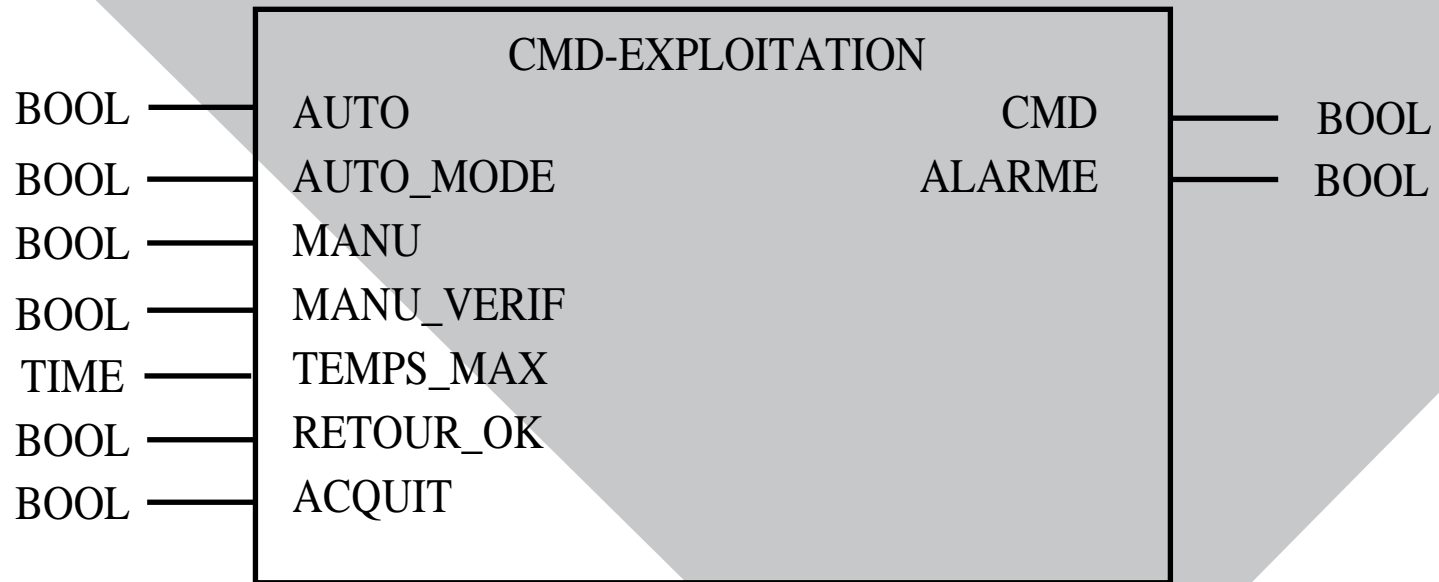 CMD-EXPLOITATION
BOOL AUTO CMD BOOL
BOOL AUTO_MODE ALARME BOOL
BOOL MANU
BOOL MANU_VERIF
TIME TEMPS_MAX
BOOL RETOUR_OK
BOOL ACQUIT